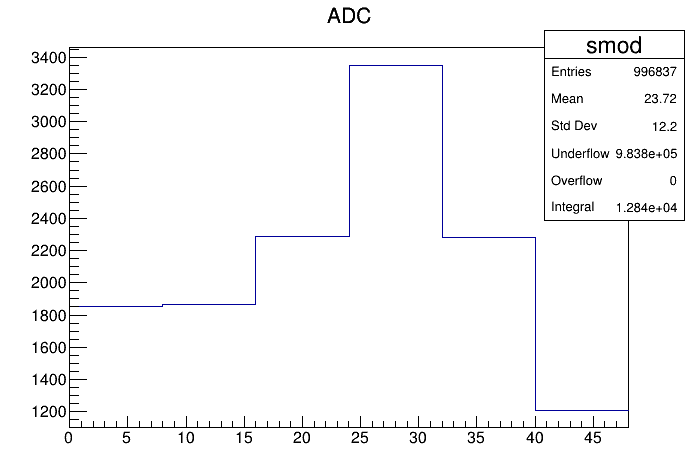 ADC
smod
Entries 996837
Mean 23.72
Std Dev 12.2
Underflow 9.838e+05
Overflow 0
Integral 1.284e+04
3400
3200
3000
2800
2600
2400
2200
2000
1800
1600
1400
1200
0 5 10 15 20 25 30 35 40 45